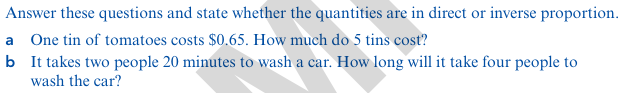 Answer these questions and state whether the quantities are in direct or inverse proportion.
a One tin of tomatoes costs $0.65. How much do 5 tins cost?
b It takes two people 20 minutes to wash a car. How long will it take four people to
wash the car?